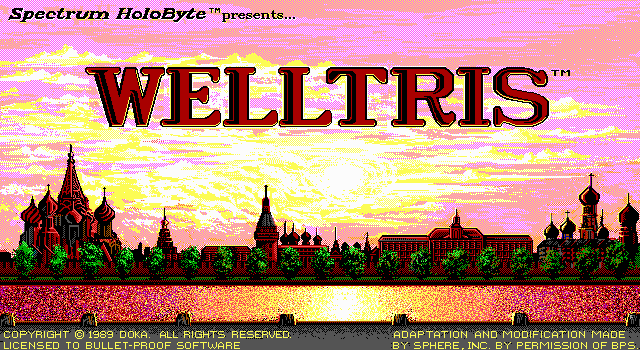 Spectrum HoloByte™ presents...
WELLTRIS™
COPYRIGHT © 1989 DOKA. ALL RIGHTS RESERVED.
LICENSED TO BULLET-PROOF SOFTWARE
ADAPTATION AND MODIFICATION MADE
BY SPHERE, INC. BY PERMISSION OF BPS